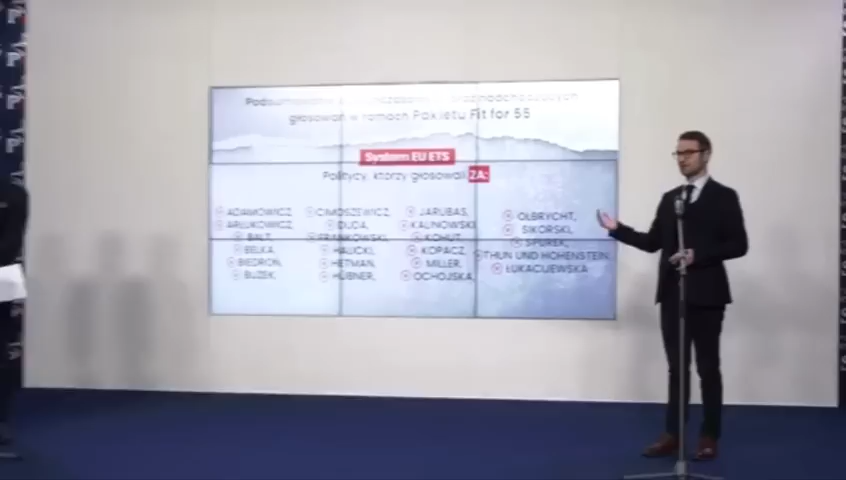 głosowań w ramach Pakietu Fit for 55
System EU ETS
Politycy, którzy głosowali ZA:
ADAMOWICZ,
ARŁUKOWICZ,
BALT,
BELKA,
BIEDROŃ,
BUZEK,
CIMOSZEWICZ,
DUDA,
FRANKOWSKI,
HALICKI,
HETMAN,
HÜBNER,
JARUBAS,
KALINOWSKI,
KOHUT,
KOPACZ,
MILLER,
OCHOJSKA,
OLBRYCHT,
SIKORSKI,
SPUREK,
THUN UND HOHENSTEIN,
ŁUKACIJEWSKA